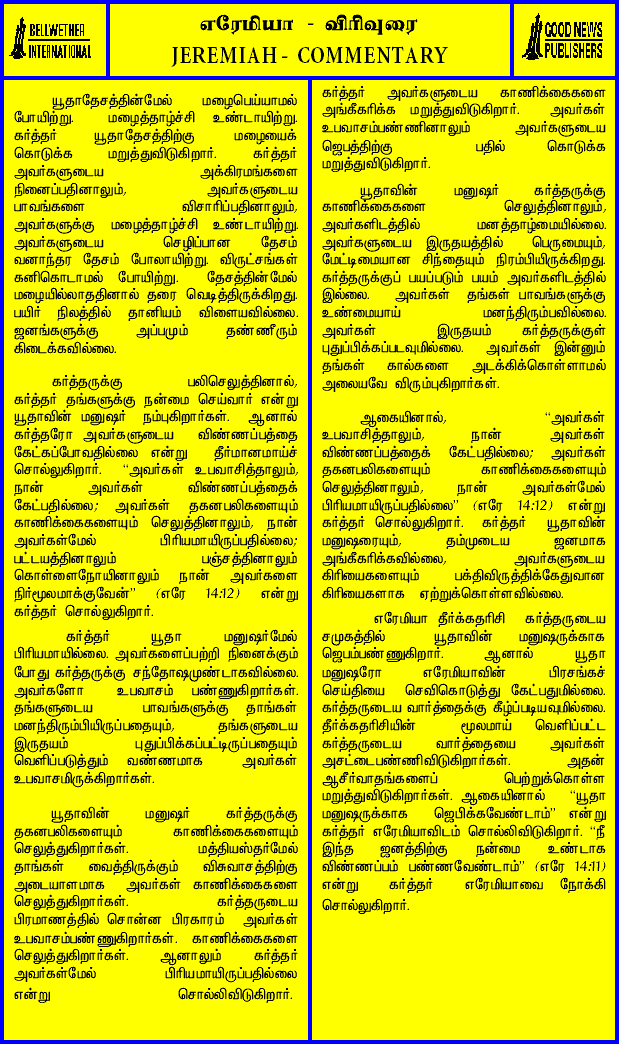 BELLWETHER
INTERNATIONAL
எரேமியா - விரிவுரை
JEREMIAH - COMMENTARY
GOOD NEWS
PUBLISHERS
யூதாதேசத்தின்மேல் மழைபெய்யாமல்
போயிற்று. மழைத்தாழ்ச்சி உண்டாயிற்று.
கர்த்தர் யூதாதேசத்திற்கு மழையைக்
கொடுக்க மறுத்துவிடுகிறார். கர்த்தர்
அவர்களுடைய அக்கிரமங்களை
நினைப்பதினாலும், அவர்களுடைய
பாவங்களை விசாரிப்பதினாலும்,
அவர்களுக்கு மழைத்தாழ்ச்சி உண்டாயிற்று.
அவர்களுடைய செழிப்பான தேசம்
வனாந்தர தேசம் போலாயிற்று. விருட்சங்கள்
கனிகொடாமல் போயிற்று. தேசத்தின்மேல்
மழையில்லாததினால் தரை வெடித்திருக்கிறது.
பயிர் நிலத்தில் தானியம் விளையவில்லை.
ஜனங்களுக்கு அப்பமும் தண்ணீரும்
கிடைக்கவில்லை.
கர்த்தருக்கு பலிசெலுத்தினால்,
கர்த்தர் தங்களுக்கு நன்மை செய்வார் என்று
யூதாவின் மனுஷர் நம்புகிறார்கள். ஆனால்
கர்த்தரோ அவர்களுடைய விண்ணப்பத்தை
கேட்கப்போவதில்லை என்று தீர்மானமாய்ச்
சொல்லுகிறார். “அவர்கள் உபவாசித்தாலும்,
நான் அவர்கள் விண்ணப்பத்தைக்
கேட்பதில்லை; அவர்கள் தகனபலிகளையும்
காணிக்கைகளையும் செலுத்தினாலும், நான்
அவர்கள்மேல் பிரியமாயிருப்பதில்லை;
பட்டயத்தினாலும் பஞ்சத்தினாலும்
கொள்ளைநோயினாலும் நான் அவர்களை
நிர்மூலமாக்குவேன்” (எரே 14:12) என்று
கர்த்தர் சொல்லுகிறார்.
கர்த்தர் யூதா மனுஷர்மேல்
பிரியமாயில்லை. அவர்களைப்பற்றி நினைக்கும்
போது கர்த்தருக்கு சந்தோஷமுண்டாகவில்லை.
அவர்களோ உபவாசம் பண்ணுகிறார்கள்.
தங்களுடைய பாவங்களுக்கு தாங்கள்
மனந்திரும்பியிருப்பதையும், தங்களுடைய
இருதயம் புதுப்பிக்கப்பட்டிருப்பதையும்
வெளிப்படுத்தும் வண்ணமாக அவர்கள்
உபவாசமிருக்கிறார்கள்.
யூதாவின் மனுஷர் கர்த்தருக்கு
தகனபலிகளையும் காணிக்கைகளையும்
செலுத்துகிறார்கள். மத்தியஸ்தர்மேல்
தாங்கள் வைத்திருக்கும் விசுவாசத்திற்கு
அடையாளமாக அவர்கள் காணிக்கைகளை
செலுத்துகிறார்கள். கர்த்தருடைய
பிரமாணத்தில் சொன்ன பிரகாரம் அவர்கள்
உபவாசம்பண்ணுகிறார்கள். காணிக்கைகளை
செலுத்துகிறார்கள். ஆனாலும் கர்த்தர்
அவர்கள்மேல் பிரியமாயிருப்பதில்லை
என்று சொல்லிவிடுகிறார்.
கர்த்தர் அவர்களுடைய காணிக்கைகளை
அங்கீகரிக்க மறுத்துவிடுகிறார். அவர்கள்
உபவாசம்பண்ணினாலும் அவர்களுடைய
ஜெபத்திற்கு பதில் கொடுக்க
மறுத்துவிடுகிறார்.
யூதாவின் மனுஷர் கர்த்தருக்கு
காணிக்கைகளை செலுத்தினாலும்,
அவர்களிடத்தில் மனத்தாழ்மையில்லை.
அவர்களுடைய இருதயத்தில் பெருமையும்,
மேட்டிமையான சிந்தையும் நிரம்பியிருக்கிறது.
கர்த்தருக்குப் பயப்படும் பயம் அவர்களிடத்தில்
இல்லை. அவர்கள் தங்கள் பாவங்களுக்கு
உண்மையாய் மனந்திரும்பவில்லை.
அவர்கள் இருதயம் கர்த்தருக்குள்
புதுப்பிக்கப்படவுமில்லை. அவர்கள் இன்னும்
தங்கள் கால்களை அடக்கிக்கொள்ளாமல்
அலையவே விரும்புகிறார்கள்.
ஆகையினால், “அவர்கள்
உபவாசித்தாலும், நான் அவர்கள்
விண்ணப்பத்தைக் கேட்பதில்லை; அவர்கள்
தகனபலிகளையும் காணிக்கைகளையும்
செலுத்தினாலும், நான் அவர்கள்மேல்
பிரியமாயிருப்பதில்லை” (எரே 14:12) என்று
கர்த்தர் சொல்லுகிறார். கர்த்தர் யூதாவின்
மனுஷரையும், தம்முடைய ஜனமாக
அங்கீகரிக்கவில்லை, அவர்களுடைய
கிரியைகளையும் பக்திவிருத்திக்கேதுவான
கிரியைகளாக ஏற்றுக்கொள்ளவில்லை.
எரேமியா தீர்க்கதரிசி கர்த்தருடைய
சமுகத்தில் யூதாவின் மனுஷருக்காக
ஜெபம்பண்ணுகிறார். ஆனால் யூதா
மனுஷரோ எரேமியாவின் பிரசங்கச்
செய்தியை செவிகொடுத்து கேட்பதுமில்லை.
கர்த்தருடைய வார்த்தைக்கு கீழ்ப்படியவுமில்லை.
தீர்க்கதரிசியின் மூலமாய் வெளிப்பட்ட
கர்த்தருடைய வார்த்தையை அவர்கள்
அசட்டைபண்ணிவிடுகிறார்கள். அதன்
ஆசீர்வாதங்களைப் பெற்றுக்கொள்ள
மறுத்துவிடுகிறார்கள். ஆகையினால் “யூதா
மனுஷருக்காக ஜெபிக்கவேண்டாம்” என்று
கர்த்தர் எரேமியாவிடம் சொல்லிவிடுகிறார். “நீ
இந்த ஜனத்திற்கு நன்மை உண்டாக
விண்ணப்பம் பண்ணவேண்டாம்” (எரே 14:11)
என்று கர்த்தர் எரேமியாவை நோக்கி
சொல்லுகிறார்.